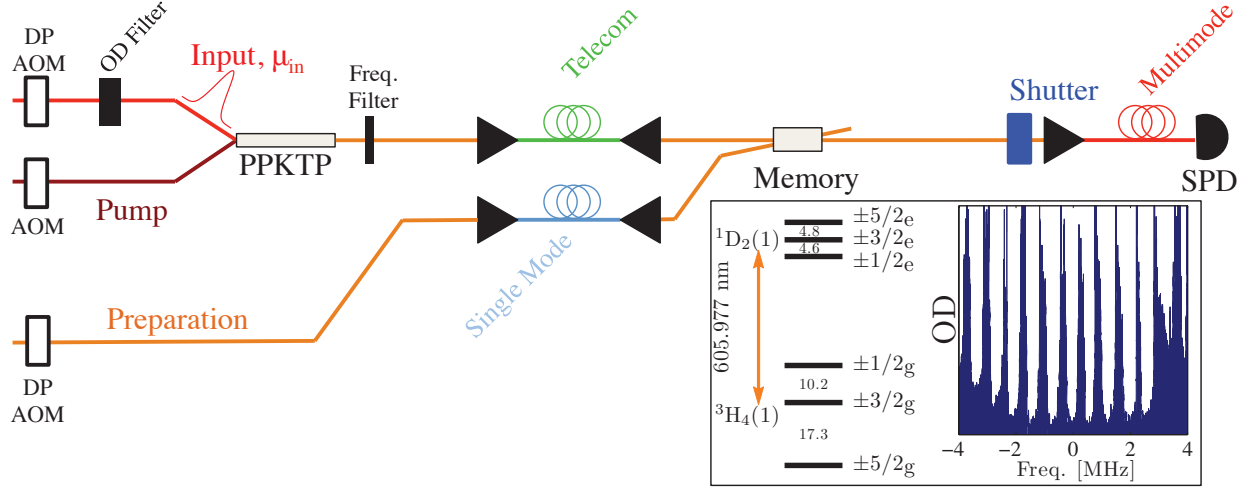 DP
AOM
OD Filter
Input, μin
Freq.
Filter
Telecom
Shutter
Multimode
PPKTP
Memory
SPD
AOM
Pump
Single Mode
Preparation
DP
AOM
¹D₂(1)
±5/2e
4.8
±3/2e
4.6
±1/2e
605.977 nm
±1/2g
10.2
³H₄(1)
±3/2g
17.3
±5/2g
OD
−4 −2 0 2 4
Freq. [MHz]